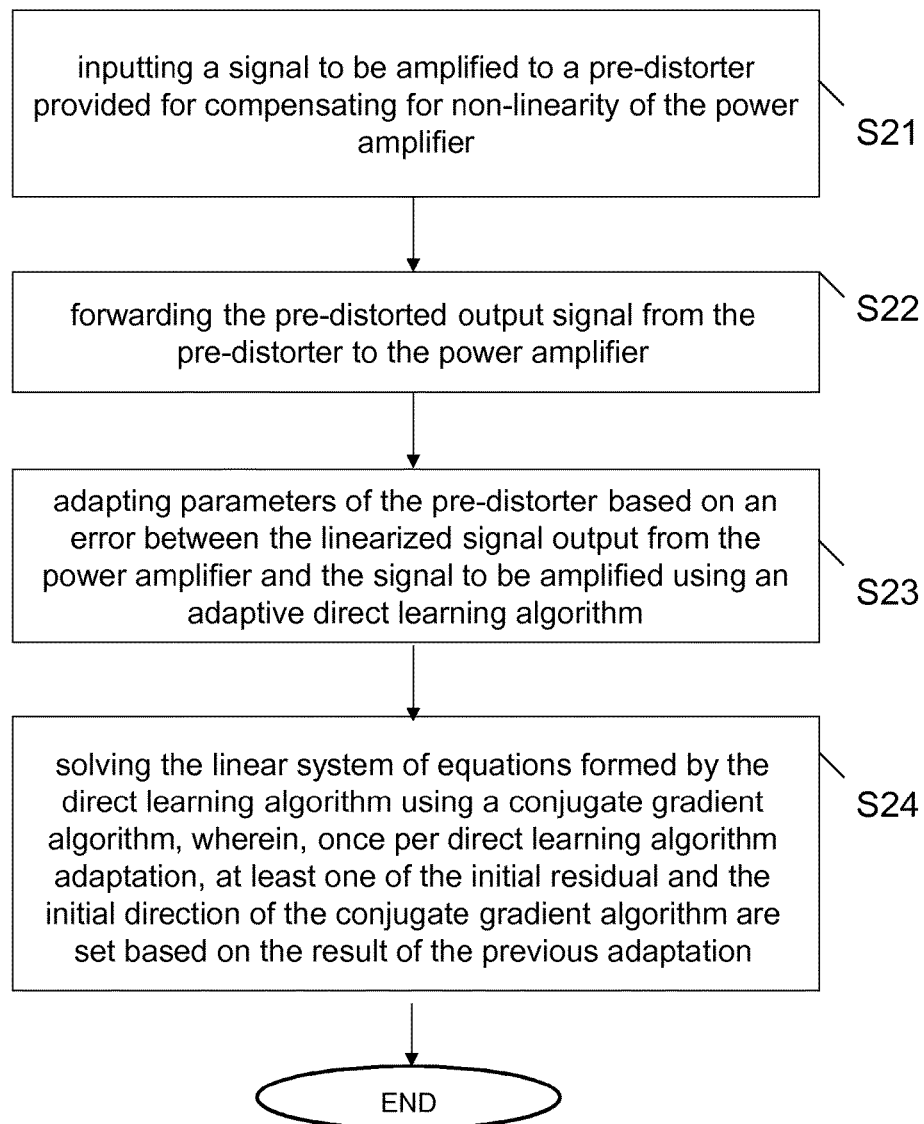 inputting a signal to be amplified to a pre-distorter
provided for compensating for non-linearity of the power
amplifier
S21
forwarding the pre-distorted output signal from the
pre-distorter to the power amplifier
S22
adapting parameters of the pre-distorter based on an
error between the linearized signal output from the
power amplifier and the signal to be amplified using an
adaptive direct learning algorithm
S23
solving the linear system of equations formed by the
direct learning algorithm using a conjugate gradient
algorithm, wherein, once per direct learning algorithm
adaptation, at least one of the initial residual and the
initial direction of the conjugate gradient algorithm are
set based on the result of the previous adaptation
S24
END